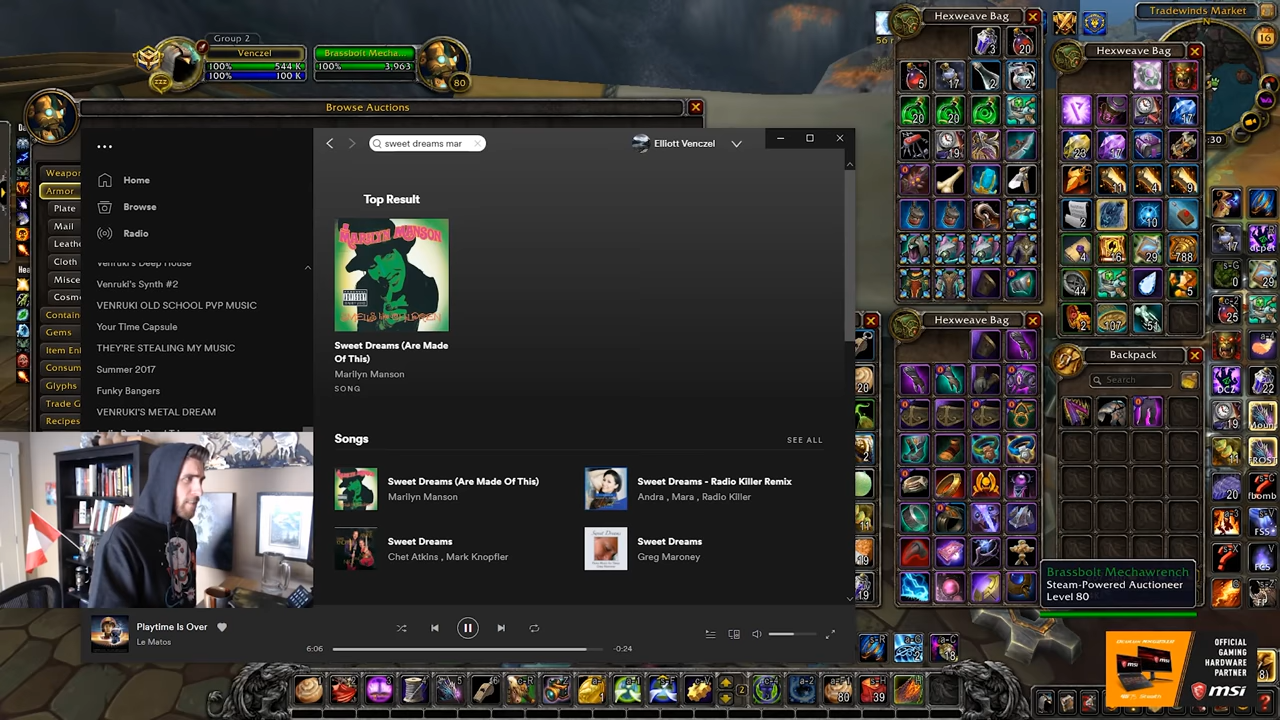 Hexweave Bag
Tradewinds Market
Group 2
Venczel
100% 544 K
100% 100 K
Brassbolt Mecha...
100% 3,963
80
16
Hexweave Bag
Browse Auctions
Weapon
Armor
Plate
Mail
Leathe
Cloth
Misce
Cosm
Contain
Gems
Item En
Consum
Glyphs
Trade G
Recipes
sweet dreams mar
Elliott Venczel
Home
Browse
Radio
Venruki's Deep House
Venruki's Synth #2
VENRUKI OLD SCHOOL PVP MUSIC
Your Time Capsule
THEY'RE STEALING MY MUSIC
Summer 2017
Funky Bangers
VENRUKI'S METAL DREAM
Top Result
MARILYN MANSON
Sweet Dreams (Are Made Of This)
Marilyn Manson
SONG
Songs
SEE ALL
Sweet Dreams (Are Made Of This)
Marilyn Manson
Sweet Dreams - Radio Killer Remix
Andra , Mara , Radio Killer
Sweet Dreams
Chet Atkins , Mark Knopfler
Sweet Dreams
Greg Maroney
Playtime Is Over
Le Matos
6:06
-0:24
Hexweave Bag
Backpack
Search
Brassbolt Mechawrench
Steam-Powered Auctioneer
Level 80
OFFICIAL
GAMING
HARDWARE
PARTNER
msi